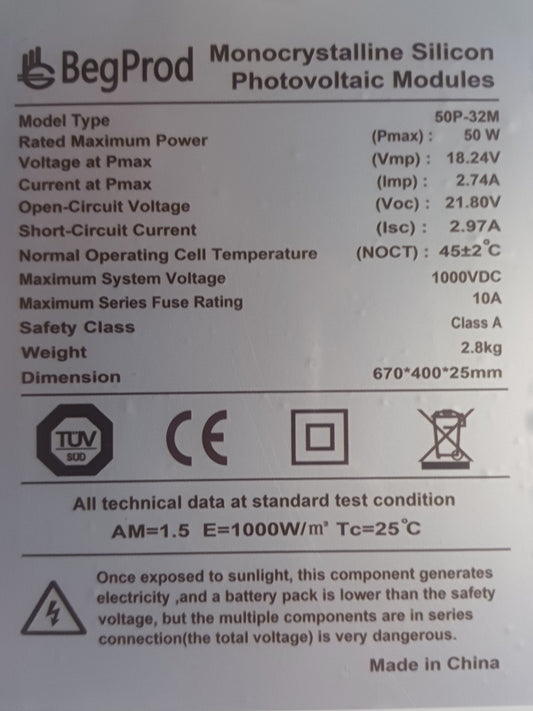 BegProd Monocrystalline Silicon
Photovoltaic Modules
Model Type 50P-32M
Rated Maximum Power (Pmax) : 50 W
Voltage at Pmax (Vmp) : 18.24V
Current at Pmax (Imp) : 2.74A
Open-Circuit Voltage (Voc) : 21.80V
Short-Circuit Current (Isc) : 2.97A
Normal Operating Cell Temperature (NOCT) : 45±2°C
Maximum System Voltage 1000VDC
Maximum Series Fuse Rating 10A
Safety Class Class A
Weight 2.8kg
Dimension 670*400*25mm
TÜV
SÜD
CE
All technical data at standard test condition
AM=1.5 E=1000W/m² Tc=25°C
Once exposed to sunlight, this component generates
electricity ,and a battery pack is lower than the safety
voltage, but the multiple components are in series
connection(the total voltage) is very dangerous.
Made in China